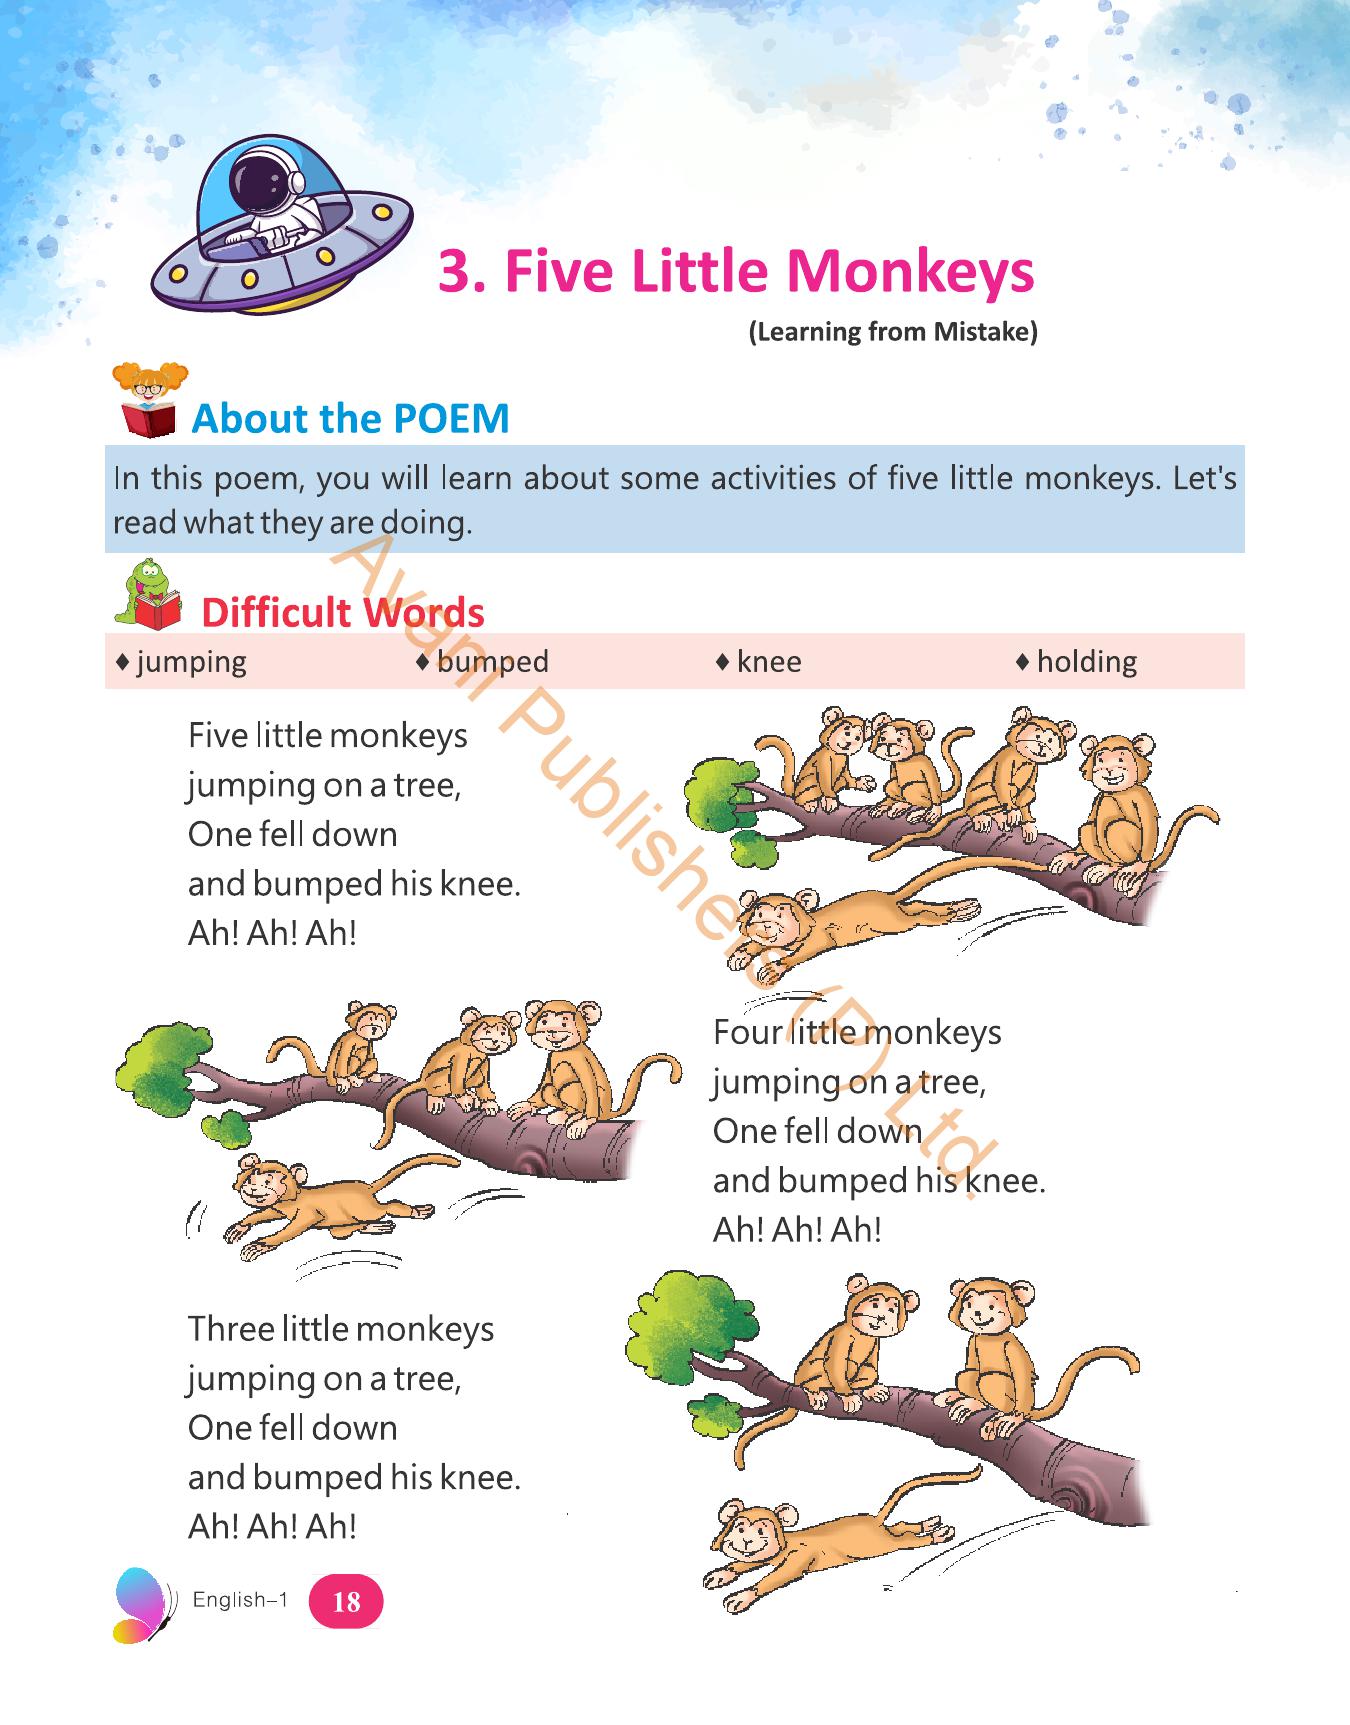 3. Five Little Monkeys
(Learning from Mistake)
About the POEM
In this poem, you will learn about some activities of five little monkeys. Let's
read what they are doing.
Difficult Words
♦ jumping ♦ bumped ♦ knee ♦ holding
Five little monkeys
jumping on a tree,
One fell down
and bumped his knee.
Ah! Ah! Ah!
Four little monkeys
jumping on a tree,
One fell down
and bumped his knee.
Ah! Ah! Ah!
Three little monkeys
jumping on a tree,
One fell down
and bumped his knee.
Ah! Ah! Ah!
English–1 18
Avani Publishers (P) Ltd.